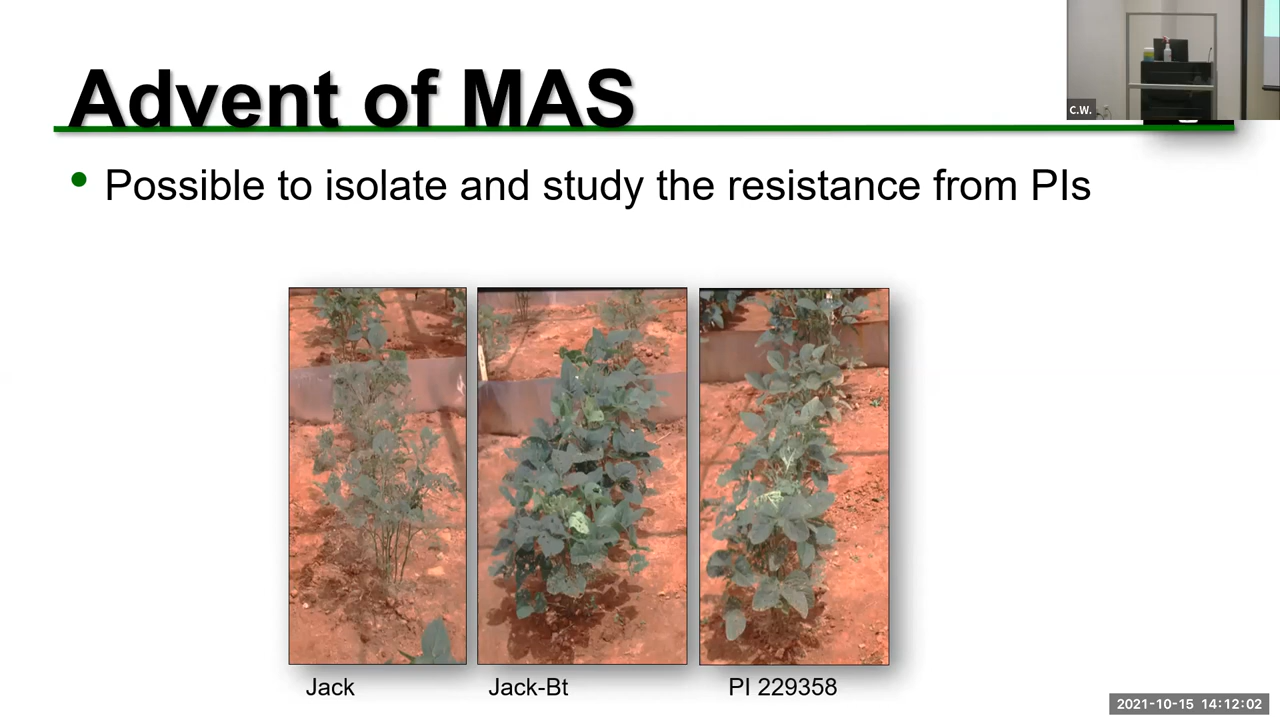 Advent of MAS
C.W.
• Possible to isolate and study the resistance from PIs
Jack
Jack-Bt
PI 229358
2021-10-15 14:12:02